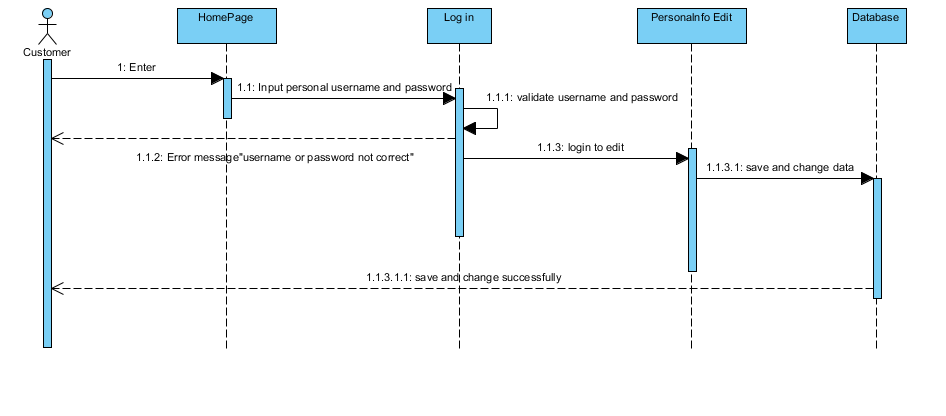 HomePage
Log in
PersonalInfo Edit
Database
Customer
1: Enter
1.1: Input personal username and password
1.1.1: validate username and password
1.1.2: Error message"username or password not correct"
1.1.3: login to edit
1.1.3.1: save and change data
1.1.3.1.1: save and change successfully